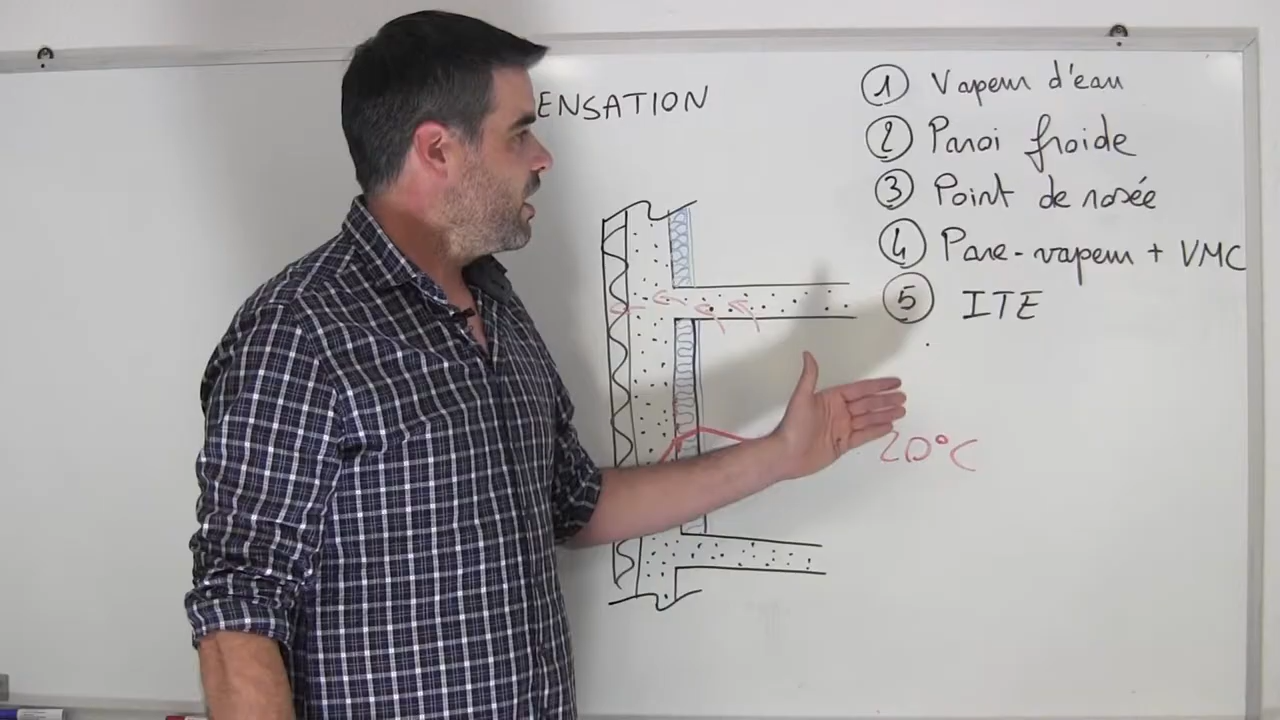 ENSATION
① Vapeur d'eau
② Paroi froide
③ Point de rosée
④ Pare-vapeur + VMC
⑤ ITE
20°C